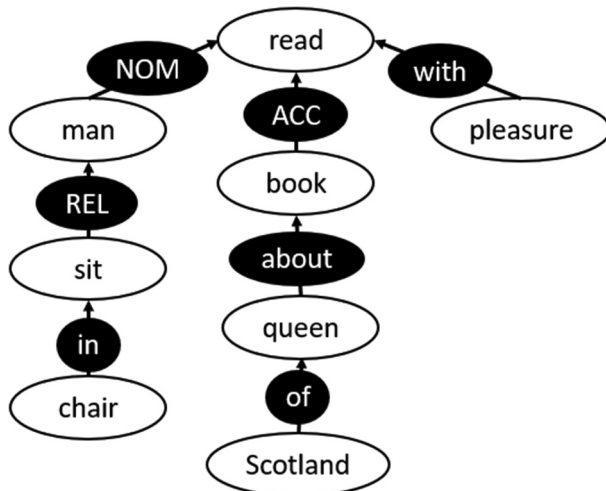 read
NOM
with
man
ACC
pleasure
book
REL
sit
about
queen
in
chair
of
Scotland